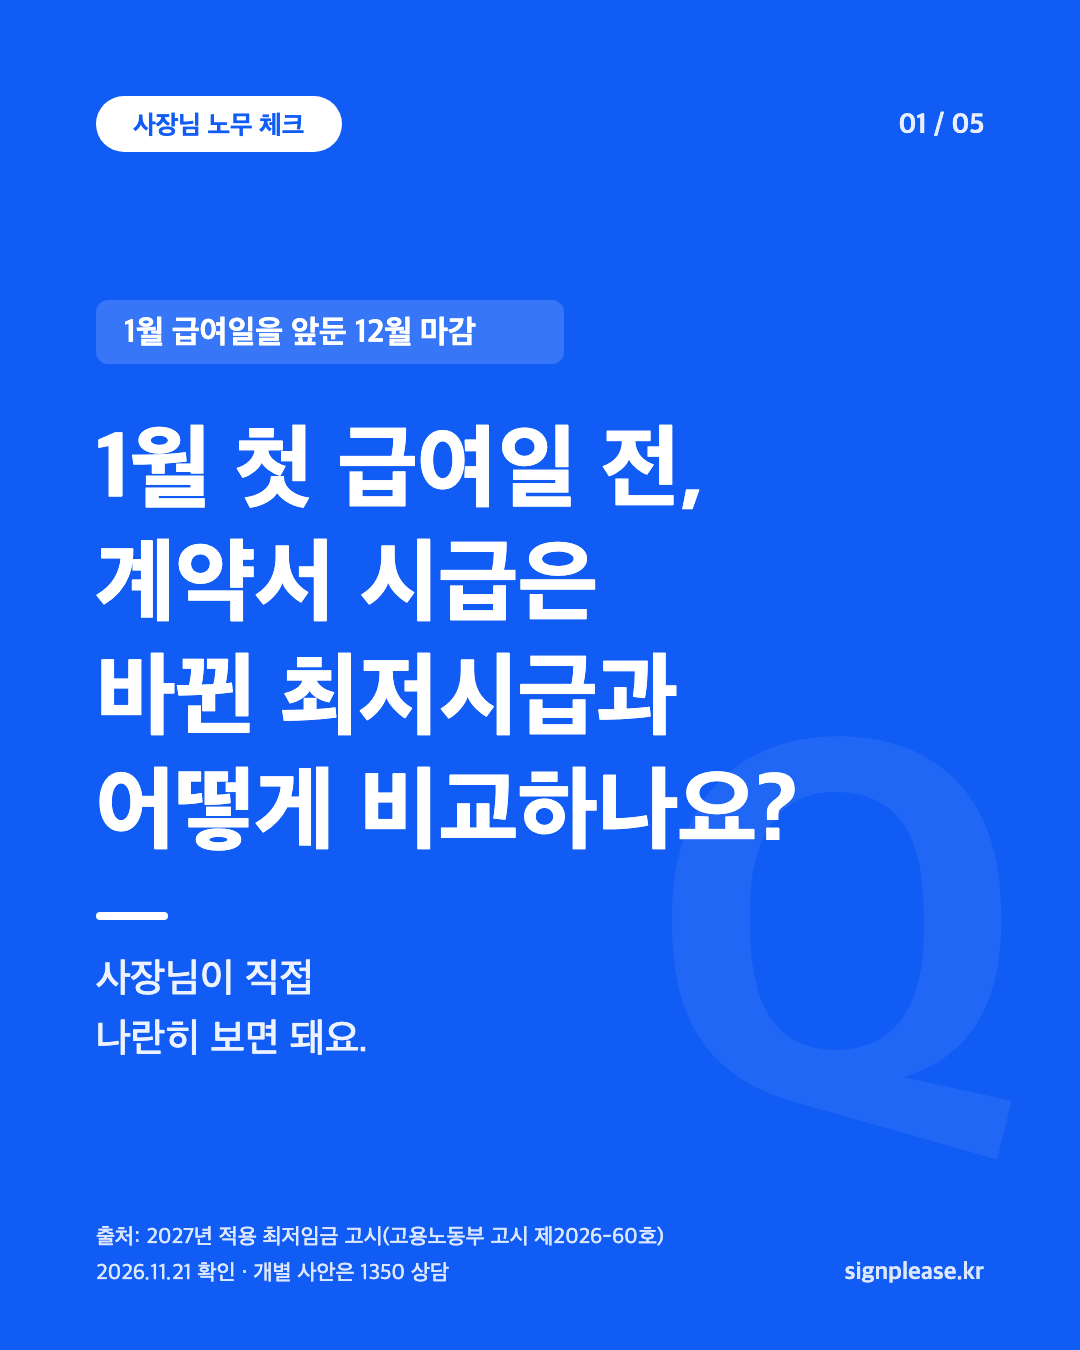 사장님 노무 체크
01 / 05
1월 급여일을 앞둔 12월 마감
1월 첫 급여일 전,
계약서 시급은
바뀐 최저시급과
어떻게 비교하나요?
사장님이 직접
나란히 보면 돼요.
출처: 2027년 적용 최저임금 고시(고용노동부 고시 제2026-60호)
2026.11.21 확인 · 개별 사안은 1350 상담
signplease.kr
Q